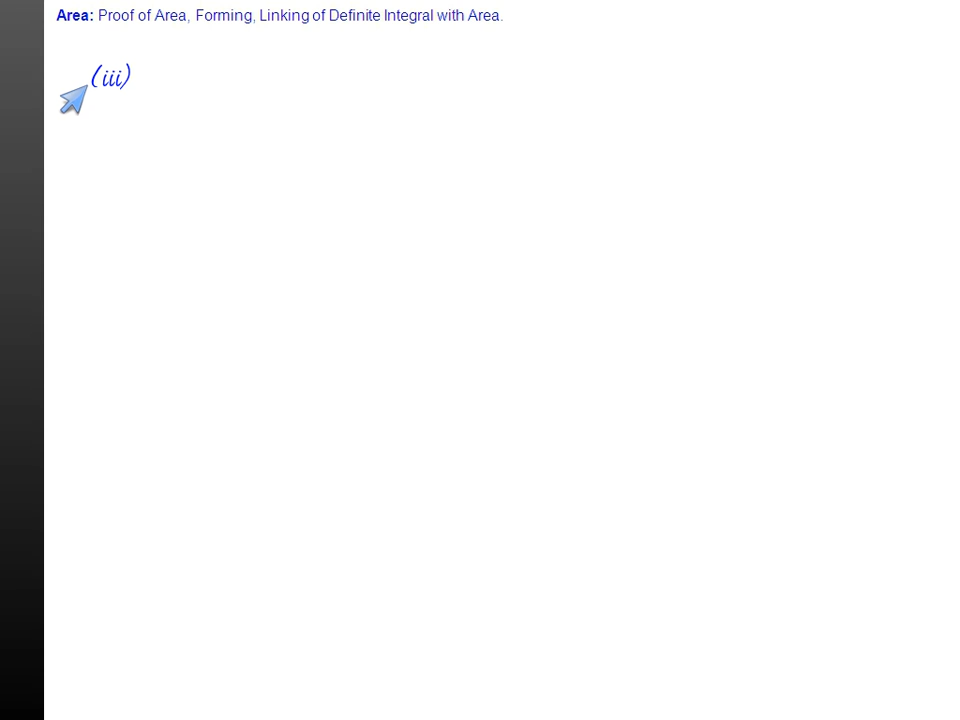 Area: Proof of Area, Forming, Linking of Definite Integral with Area.
(iii)